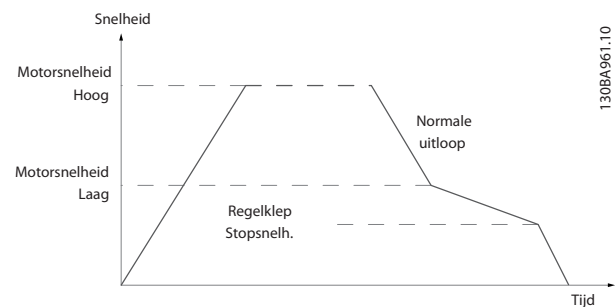 Snelheid
130BA961.10
Motorsnelheid
Hoog
Normale
uitloop
Motorsnelheid
Laag
Regelklep
Stopsnelh.
Tijd